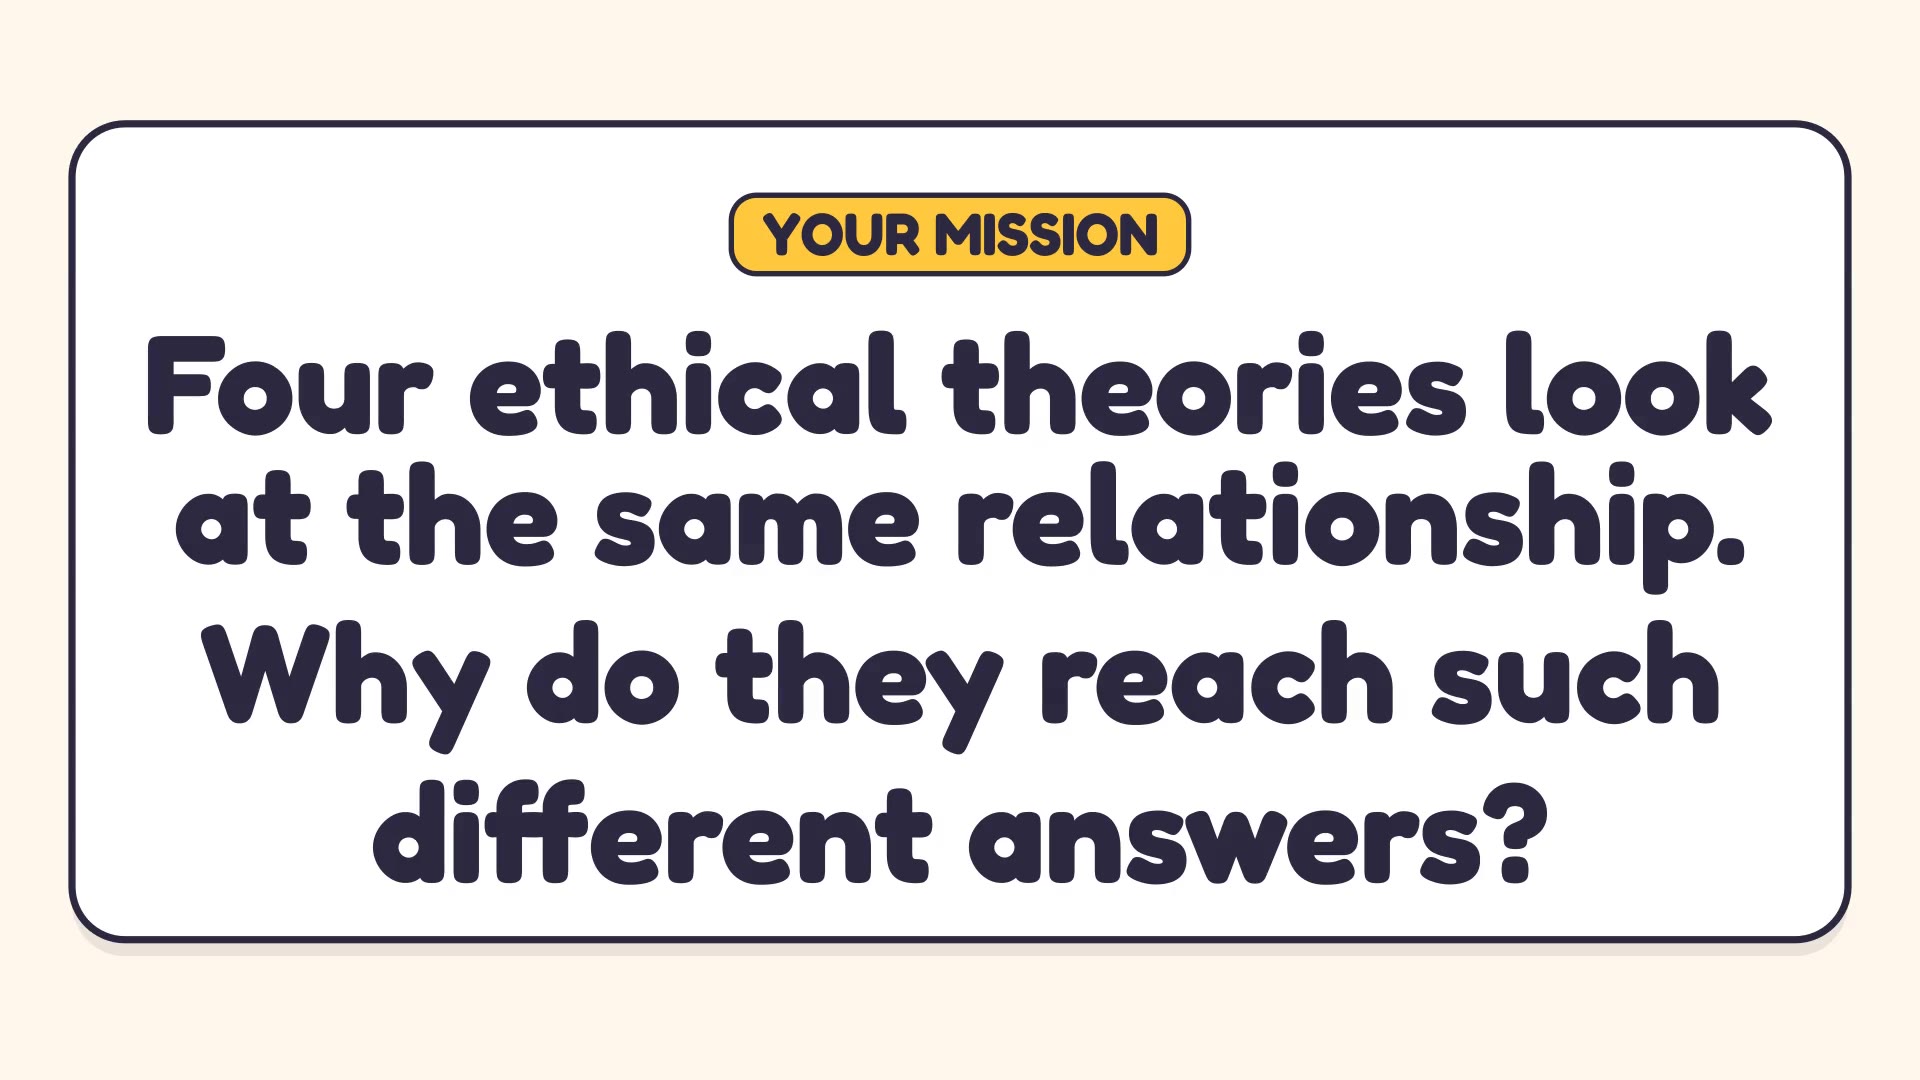 YOUR MISSION
Four ethical theories look
at the same relationship.
Why do they reach such
different answers?